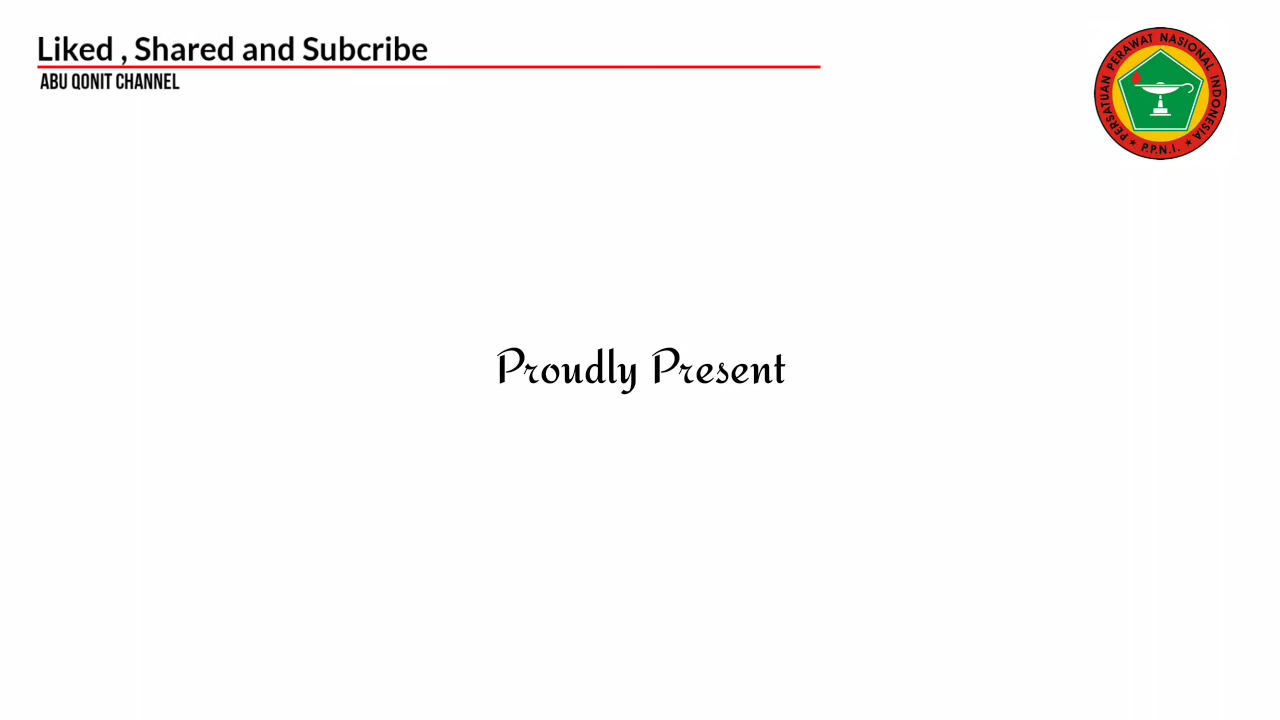 Liked , Shared and Subcribe
ABU QONIT CHANNEL
PERSATUAN PERAWAT NASIONAL INDONESIA
P.P.N.I.
Proudly Present